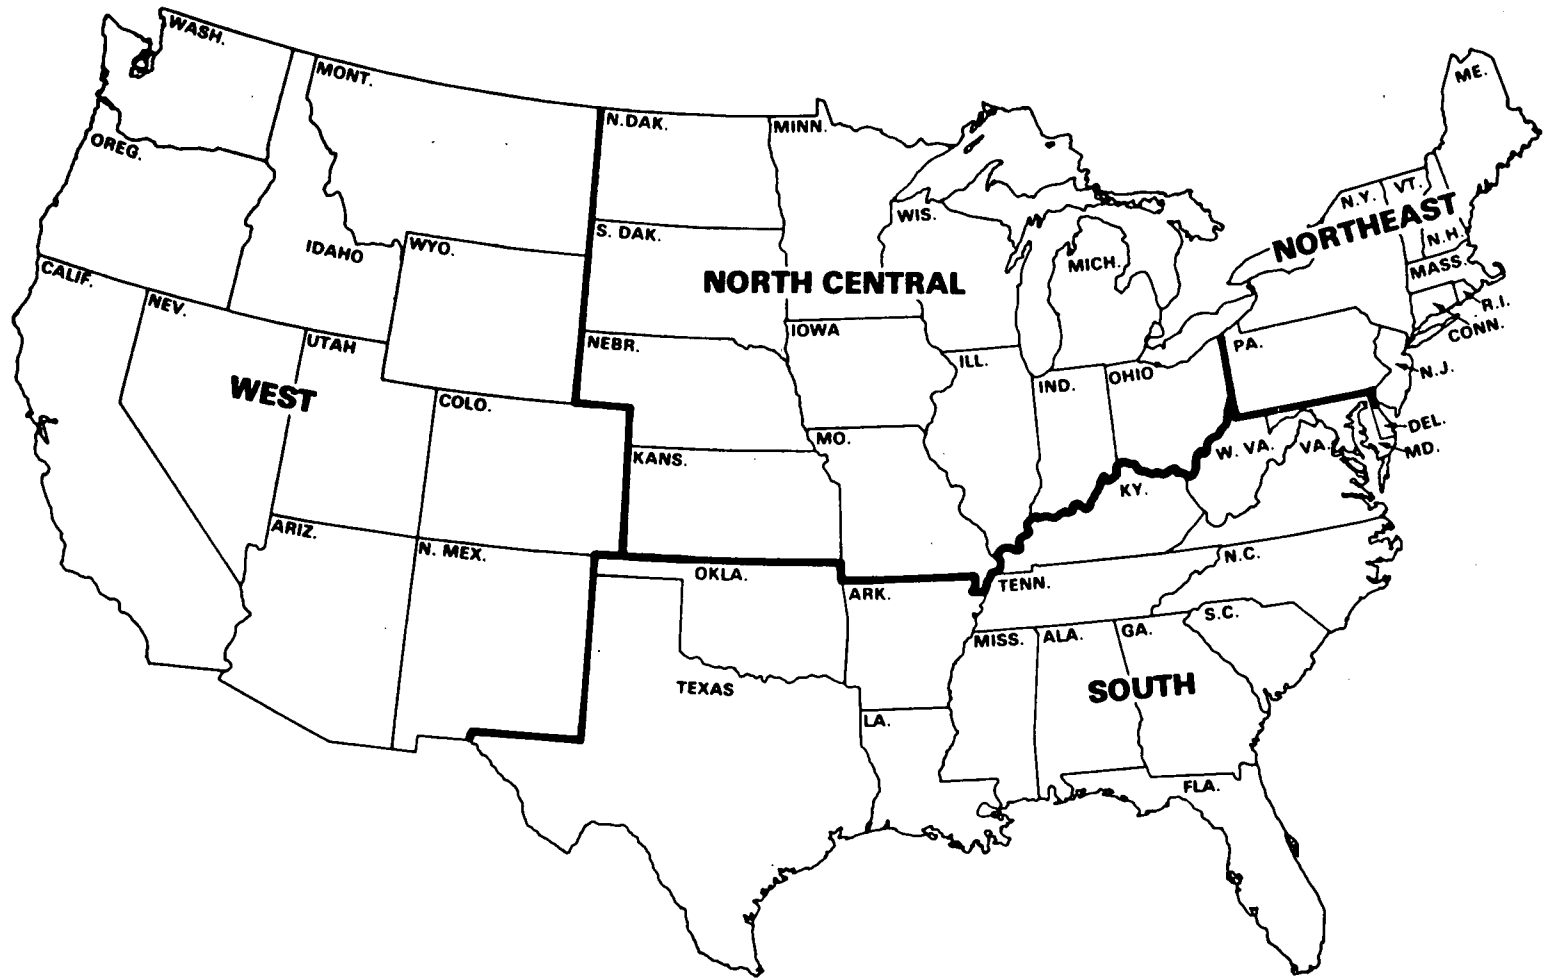 WASH.
MONT.
ME.
N.DAK.
MINN.
OREG.
N.Y.
VT.
WIS.
NORTHEAST
S. DAK.
N.H.
IDAHO
WYO.
MICH.
MASS.
CALIF.
NORTH CENTRAL
NEV.
R.I.
IOWA
CONN.
UTAH
NEBR.
PA.
ILL.
N.J.
WEST
IND.
OHIO
COLO.
DEL.
MO.
W. VA.
VA.
MD.
KANS.
KY.
ARIZ.
N. MEX.
N.C.
OKLA.
TENN.
ARK.
S.C.
MISS.
ALA.
GA.
TEXAS
SOUTH
LA.
FLA.